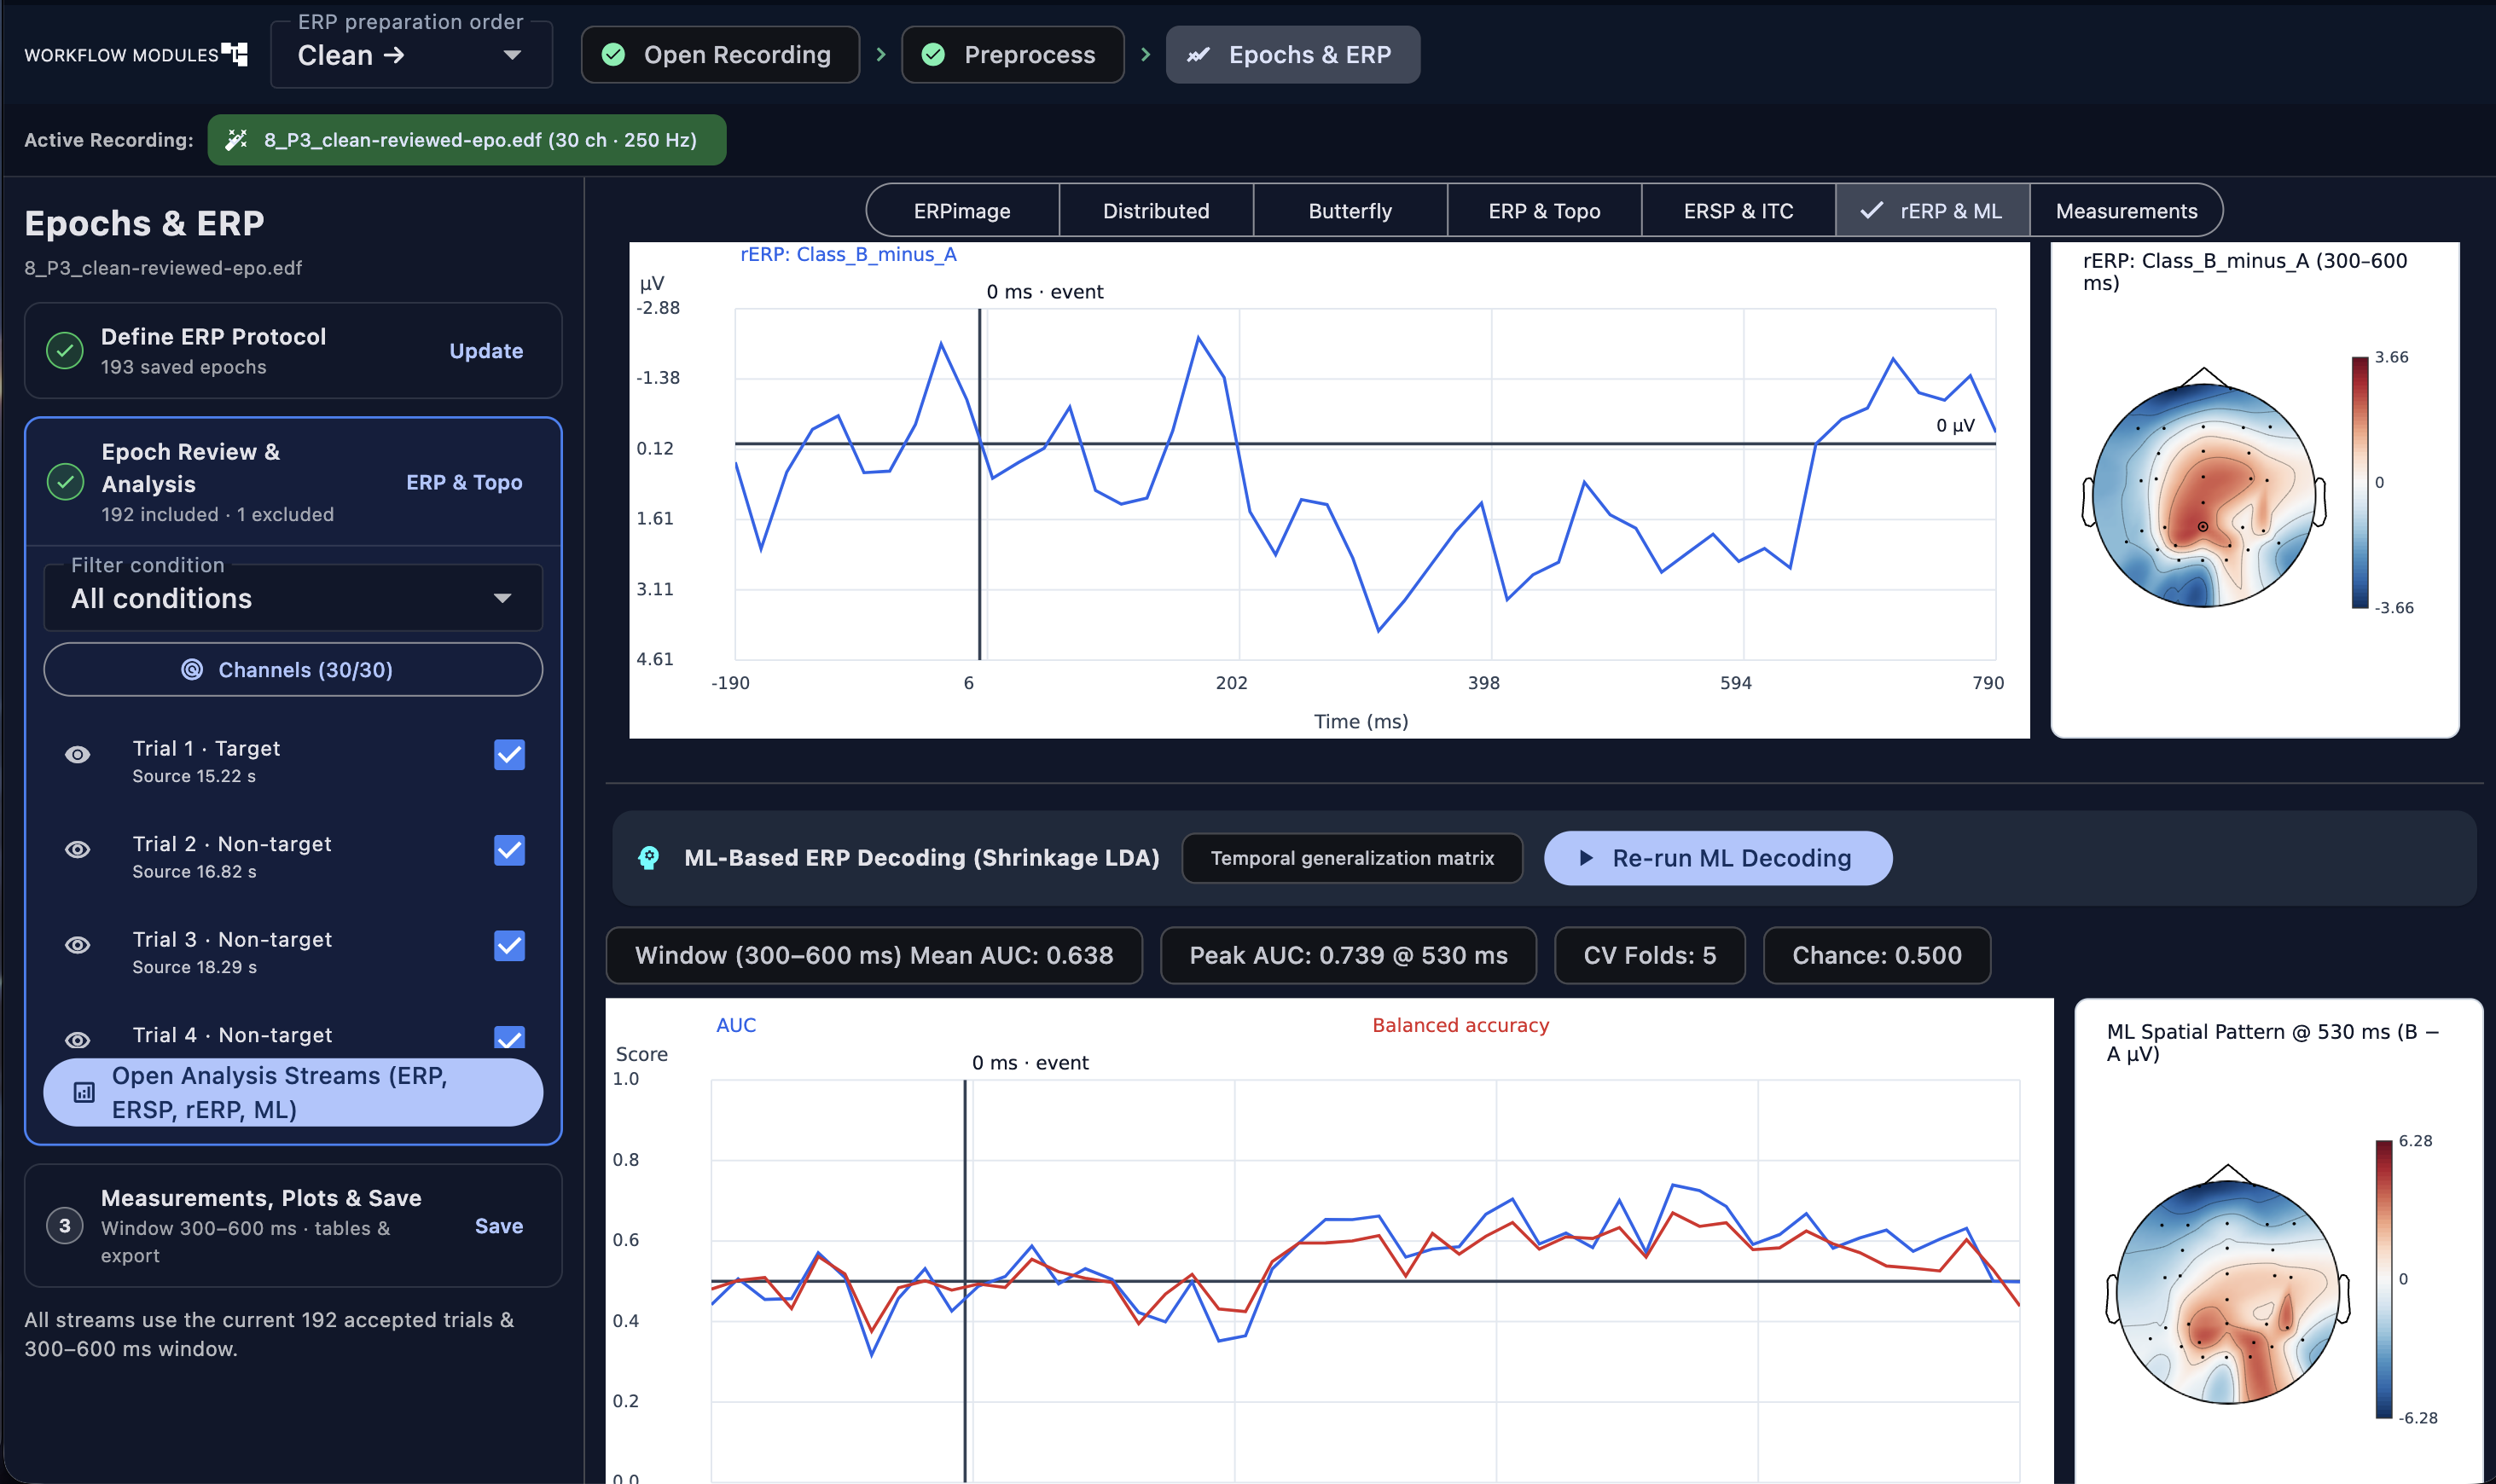 WORKFLOW MODULES
ERP preparation order
Clean →
Open Recording
Preprocess
Epochs & ERP
Active Recording:
8_P3_clean-reviewed-epo.edf (30 ch · 250 Hz)
Epochs & ERP
8_P3_clean-reviewed-epo.edf
Define ERP Protocol
193 saved epochs
Update
Epoch Review &
Analysis
192 included · 1 excluded
ERP & Topo
Filter condition
All conditions
Channels (30/30)
Trial 1 · Target
Source 15.22 s
Trial 2 · Non-target
Source 16.82 s
Trial 3 · Non-target
Source 18.29 s
Trial 4 · Non-target
Open Analysis Streams (ERP,
ERSP, rERP, ML)
3
Measurements, Plots & Save
Window 300–600 ms · tables &
export
Save
All streams use the current 192 accepted trials &
300–600 ms window.
ERPimage
Distributed
Butterfly
ERP & Topo
ERSP & ITC
rERP & ML
Measurements
rERP: Class_B_minus_A
µV
0 ms · event
-2.88
-1.38
0.12
1.61
3.11
4.61
0 µV
-190
6
202
398
594
790
Time (ms)
rERP: Class_B_minus_A (300–600
ms)
3.66
0
-3.66
ML-Based ERP Decoding (Shrinkage LDA)
Temporal generalization matrix
Re-run ML Decoding
Window (300–600 ms) Mean AUC: 0.638
Peak AUC: 0.739 @ 530 ms
CV Folds: 5
Chance: 0.500
AUC
Balanced accuracy
Score
0 ms · event
1.0
0.8
0.6
0.4
0.2
0.0
ML Spatial Pattern @ 530 ms (B −
A µV)
6.28
0
-6.28